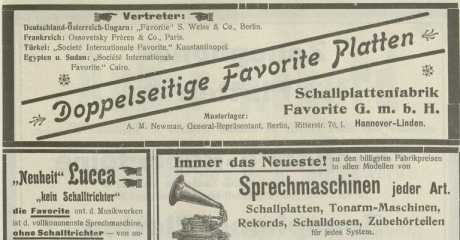 Vertreter:
Deutschland-Österreich-Ungarn: „Favorite“ S. Weiss & Co., Berlin.
Frankreich: Ossovetsky Frères & Co., Paris.
Türkei: „Société Internationale Favorite,“ Konstantinopel.
Egypten u. Sudan: „Société Internationale
Favorite,“ Cairo.
Doppelseitige Favorite Platten
Schallplattenfabrik
Favorite G. m. b. H.
Hannover-Linden.
Musterlager:
A. M. Newman, General-Repräsentant, Berlin, Ritterstr. 76, I.
„Neuheit“ Lucca
„kein Schalltrichter“
die Favorite unt. d. Musikwerken
ist d. vollkommenste Sprechmaschine,
ohne Schalltrichter — von
Immer das Neueste!
zu den billigsten Fabrikpreisen
in allen Modellen von
Sprechmaschinen jeder Art.
Schallplatten, Tonarm-Maschinen,
Rekords, Schalldosen, Zubehörteilen
für jedes System.